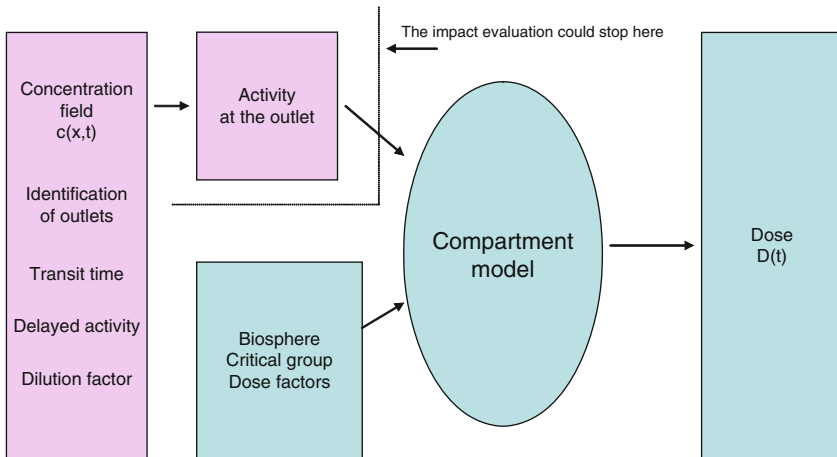 The impact evaluation could stop here
Concentration
field
c(x,t)
Identification
of outlets
Transit time
Delayed activity
Dilution factor
Activity
at the outlet
Biosphere
Critical group
Dose factors
Compartment
model
Dose
D(t)